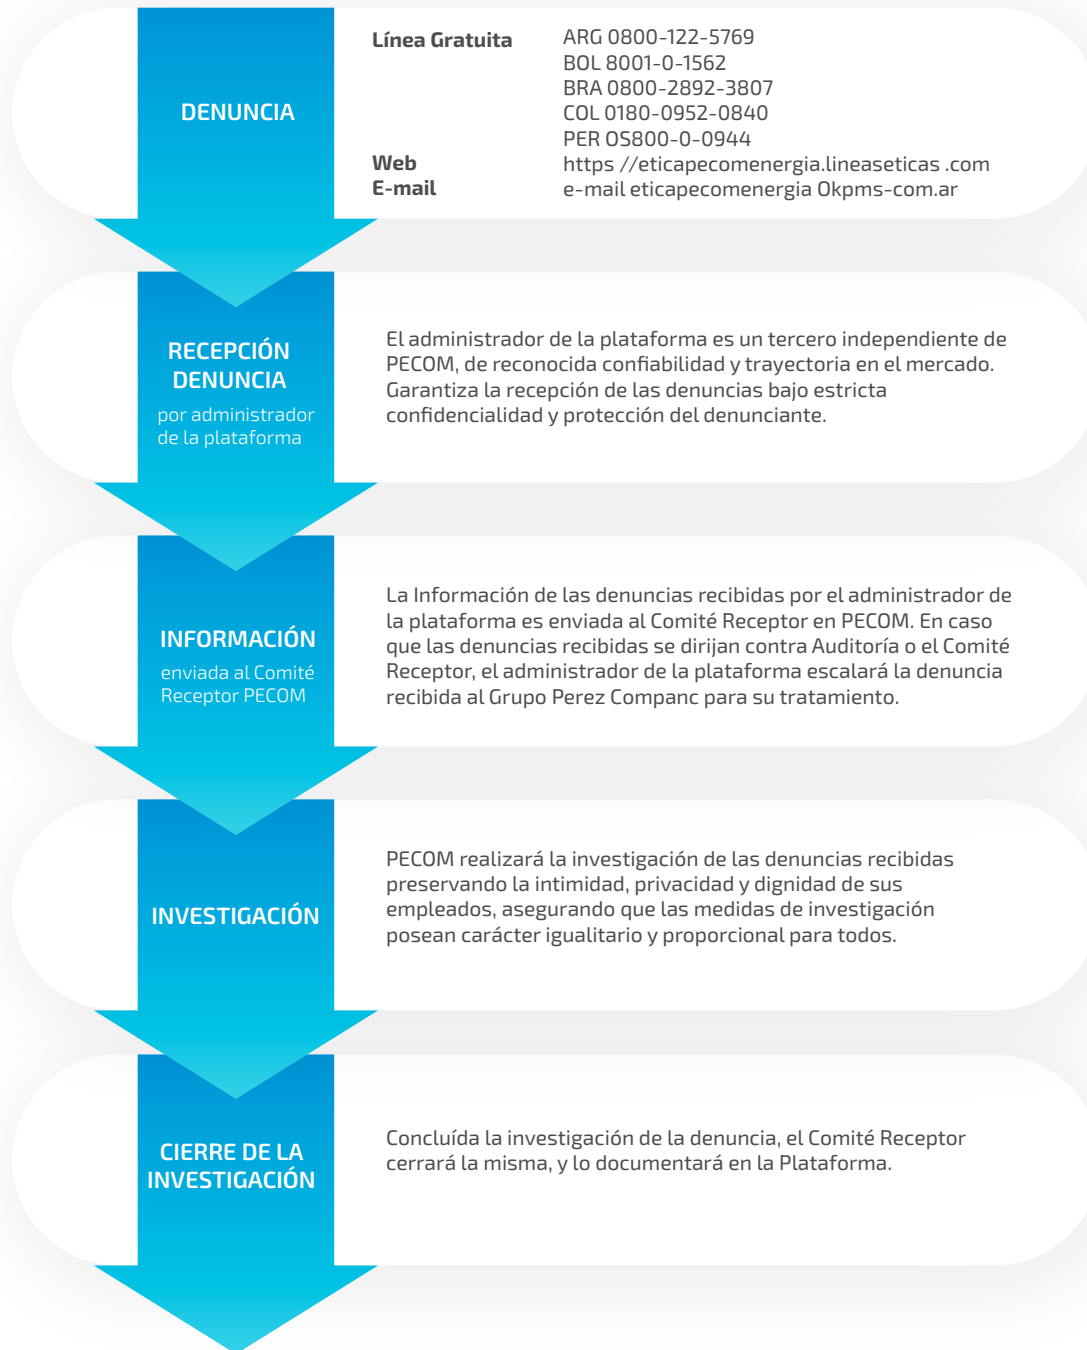 DENUNCIA
Línea Gratuita
ARG 0800-122-5769
BOL 8001-0-1562
BRA 0800-2892-3807
COL 0180-0952-0840
PER OS800-0-0944
Web
https //eticapecomenergia.lineaseticas .com
E-mail
e-mail eticapecomenergia Okpms-com.ar
RECEPCIÓN
DENUNCIA
por administrador
de la plataforma
El administrador de la plataforma es un tercero independiente de
PECOM, de reconocida confiabilidad y trayectoria en el mercado.
Garantiza la recepción de las denuncias bajo estricta
confidencialidad y protección del denunciante.
INFORMACIÓN
enviada al Comité
Receptor PECOM
La Información de las denuncias recibidas por el administrador de
la plataforma es enviada al Comité Receptor en PECOM. En caso
que las denuncias recibidas se dirijan contra Auditoría o el Comité
Receptor, el administrador de la plataforma escalará la denuncia
recibida al Grupo Perez Companc para su tratamiento.
INVESTIGACIÓN
PECOM realizará la investigación de las denuncias recibidas
preservando la intimidad, privacidad y dignidad de sus
empleados, asegurando que las medidas de investigación
posean carácter igualitario y proporcional para todos.
CIERRE DE LA
INVESTIGACIÓN
Concluída la investigación de la denuncia, el Comité Receptor
cerrará la misma, y lo documentará en la Plataforma.